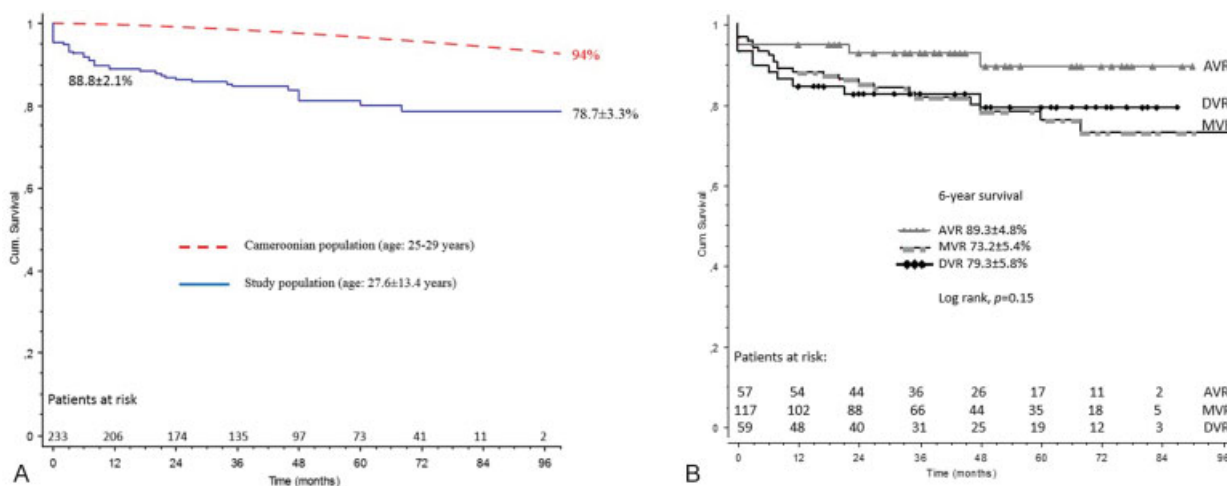 1
94%
88.8±2.1%
,8
78.7±3.3%
,6
Cum. Survival
Cameroonian population (age: 25-29 years)
,4
Study population (age: 27.6±13.4 years)
,2
Patients at risk
0
233 206 174 135 97 73 41 11 2
0 12 24 36 48 60 72 84 96
Time (months)
A
B
1
AVR
DVR
,8
MVR
,6
Cum. Survival
6-year survival
AVR 89.3±4.8%
MVR 73.2±5.4%
DVR 79.3±5.8%
,4
Log rank, p=0.15
,2
Patients at risk:
57 54 44 36 26 17 11 2 AVR
117 102 88 66 44 35 18 5 MVR
59 48 40 31 25 19 12 3 DVR
0
0 12 24 36 48 60 72 84 96
Time (months)